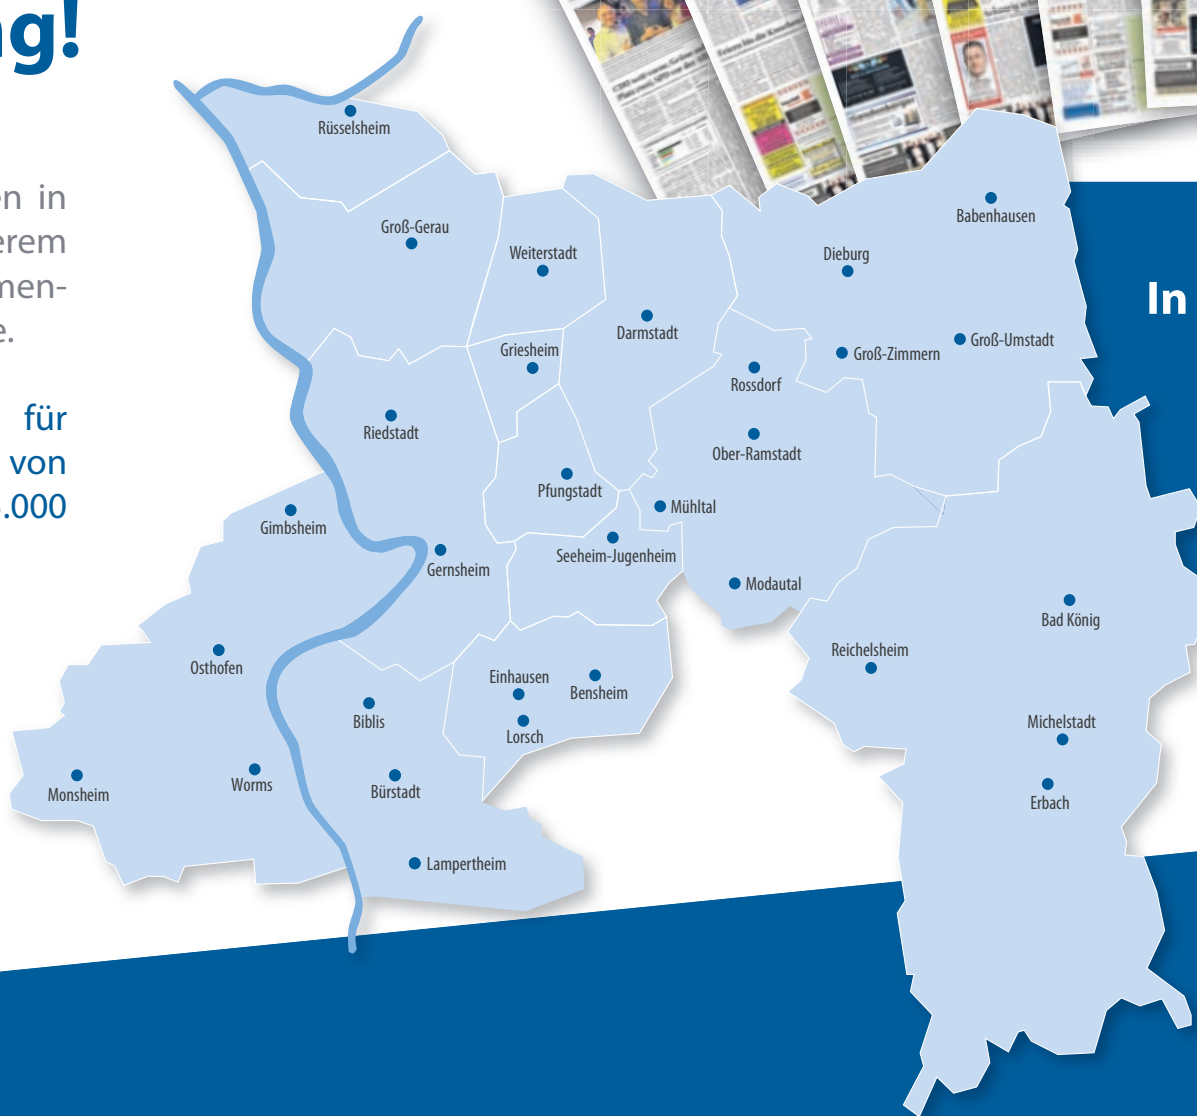 ng!
en in
erem
men-
e.
für
von
.000
In
Rüsselsheim
Groß-Gerau
Weiterstadt
Babenhausen
Dieburg
Darmstadt
Griesheim
Groß-Zimmern
Groß-Umstadt
Rossdorf
Riedstadt
Ober-Ramstadt
Pfungstadt
Mühltal
Gimbsheim
Seeheim-Jugenheim
Gernsheim
Modautal
Bad König
Reichelsheim
Osthofen
Einhausen
Bensheim
Biblis
Lorsch
Michelstadt
Monsheim
Worms
Bürstadt
Erbach
Lampertheim